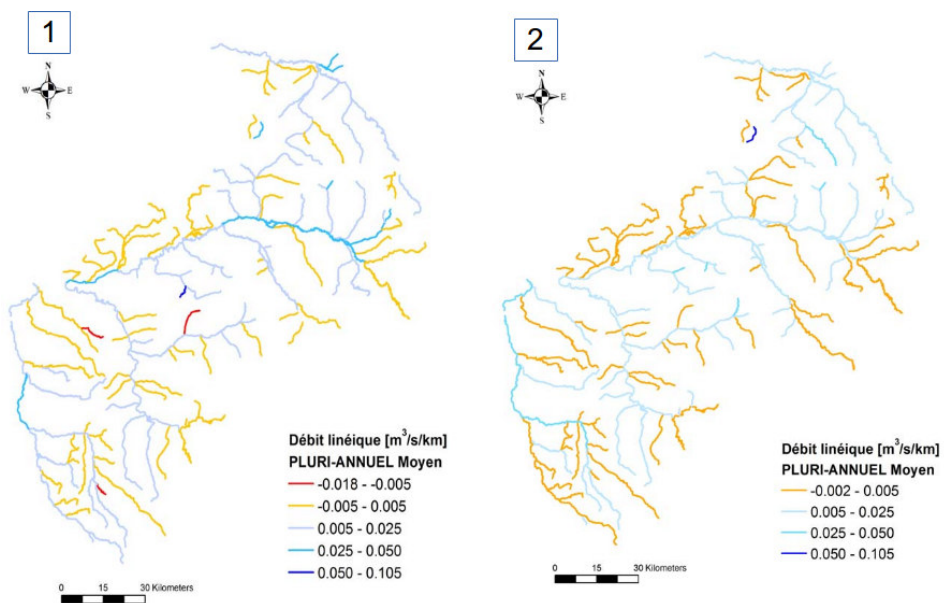 1
N
W E
S
Débit linéique [m³/s/km]
PLURI-ANNUEL Moyen
-0.018 - -0.005
-0.005 - 0.005
0.005 - 0.025
0.025 - 0.050
0.050 - 0.105
0 15 30 Kilometers
2
N
W E
S
Débit linéique [m³/s/km]
PLURI-ANNUEL Moyen
-0.002 - 0.005
0.005 - 0.025
0.025 - 0.050
0.050 - 0.105
0 15 30 Kilometers